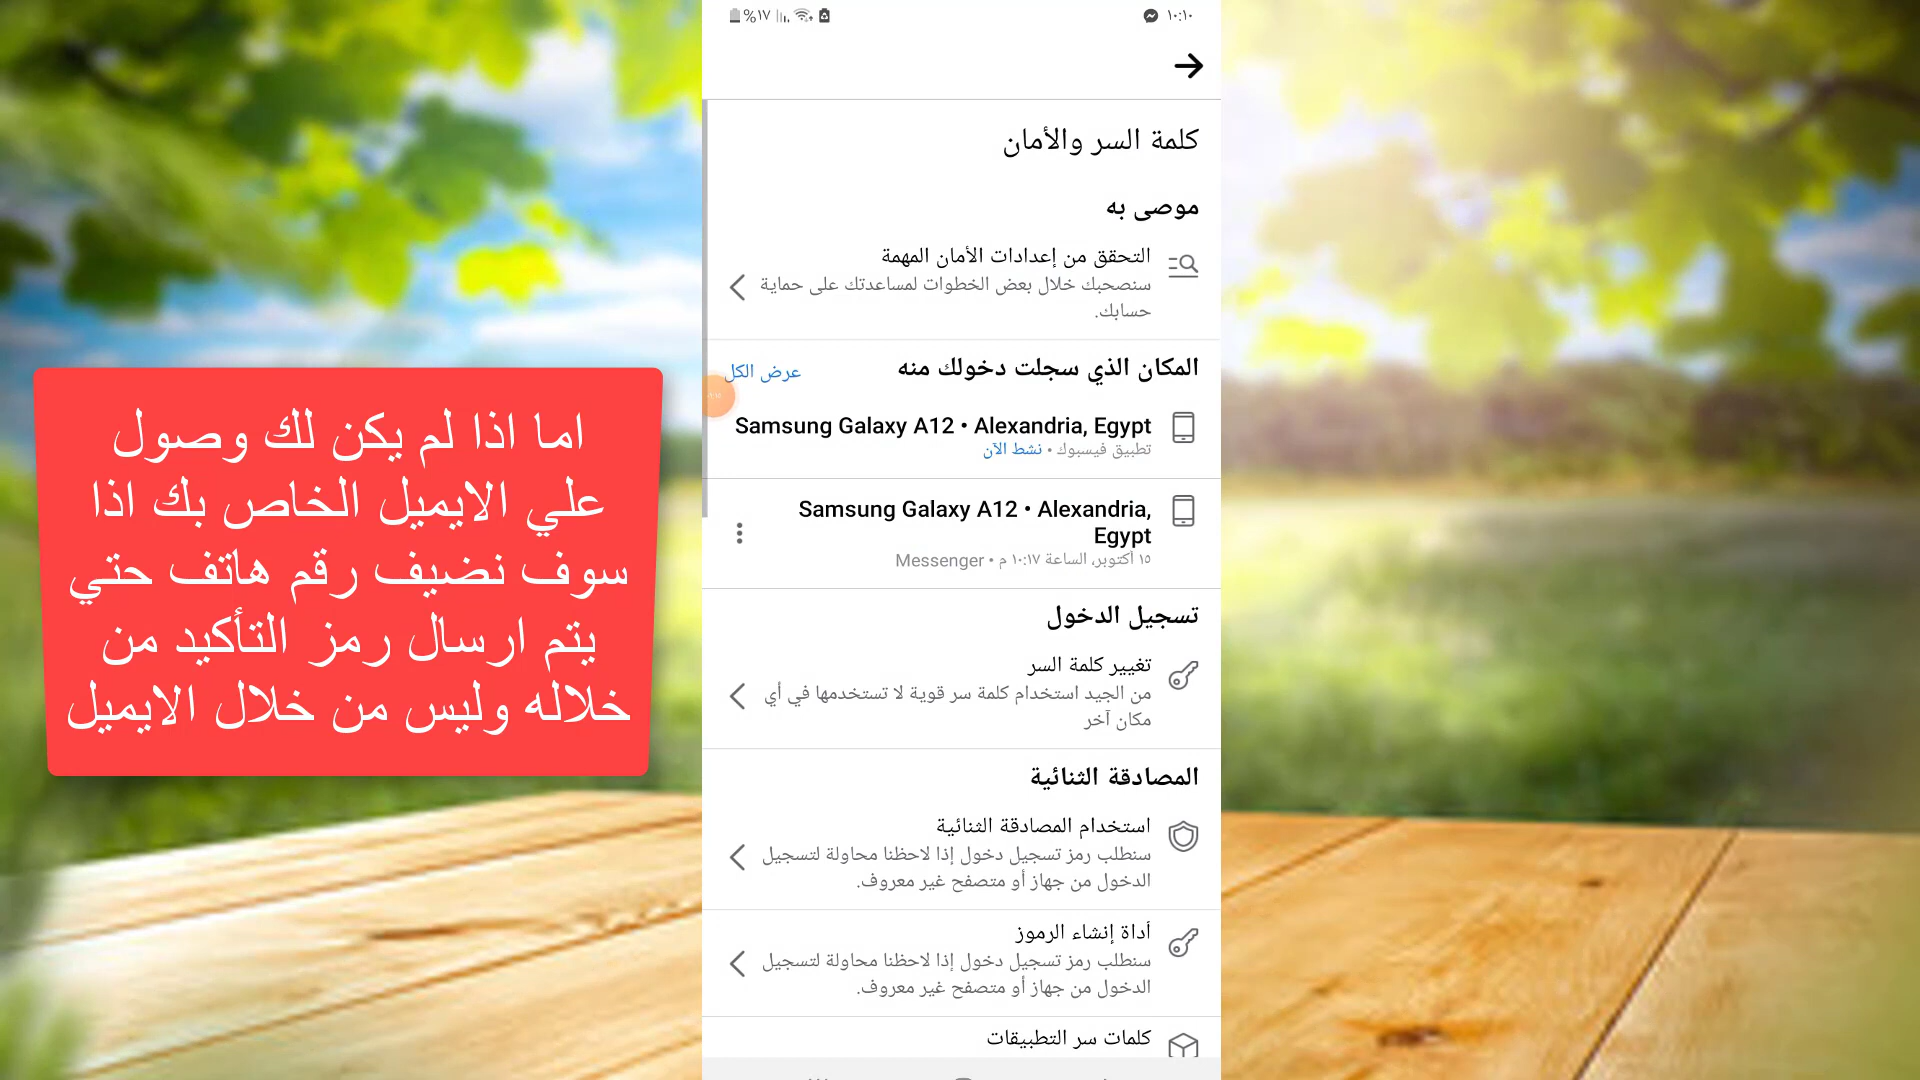 ١٠:١٠
%١٧
كلمة السر والأمان
موصى به
التحقق من إعدادات الأمان المهمة
سنصحبك خلال بعض الخطوات لمساعدتك على حماية
حسابك.
المكان الذي سجلت دخولك منه
عرض الكل
Samsung Galaxy A12 • Alexandria, Egypt
تطبيق فيسبوك • نشط الآن
Samsung Galaxy A12 • Alexandria,
Egypt
١٥ أكتوبر، الساعة ١٠:١٧ م • Messenger
تسجيل الدخول
تغيير كلمة السر
من الجيد استخدام كلمة سر قوية لا تستخدمها في أي
مكان آخر
المصادقة الثنائية
استخدام المصادقة الثنائية
سنطلب رمز تسجيل دخول إذا لاحظنا محاولة لتسجيل
الدخول من جهاز أو متصفح غير معروف.
أداة إنشاء الرموز
سنطلب رمز تسجيل دخول إذا لاحظنا محاولة لتسجيل
الدخول من جهاز أو متصفح غير معروف.
كلمات سر التطبيقات
اما اذا لم يكن لك وصول
علي الايميل الخاص بك اذا
سوف نضيف رقم هاتف حتي
يتم ارسال رمز التأكيد من
خلاله وليس من خلال الايميل